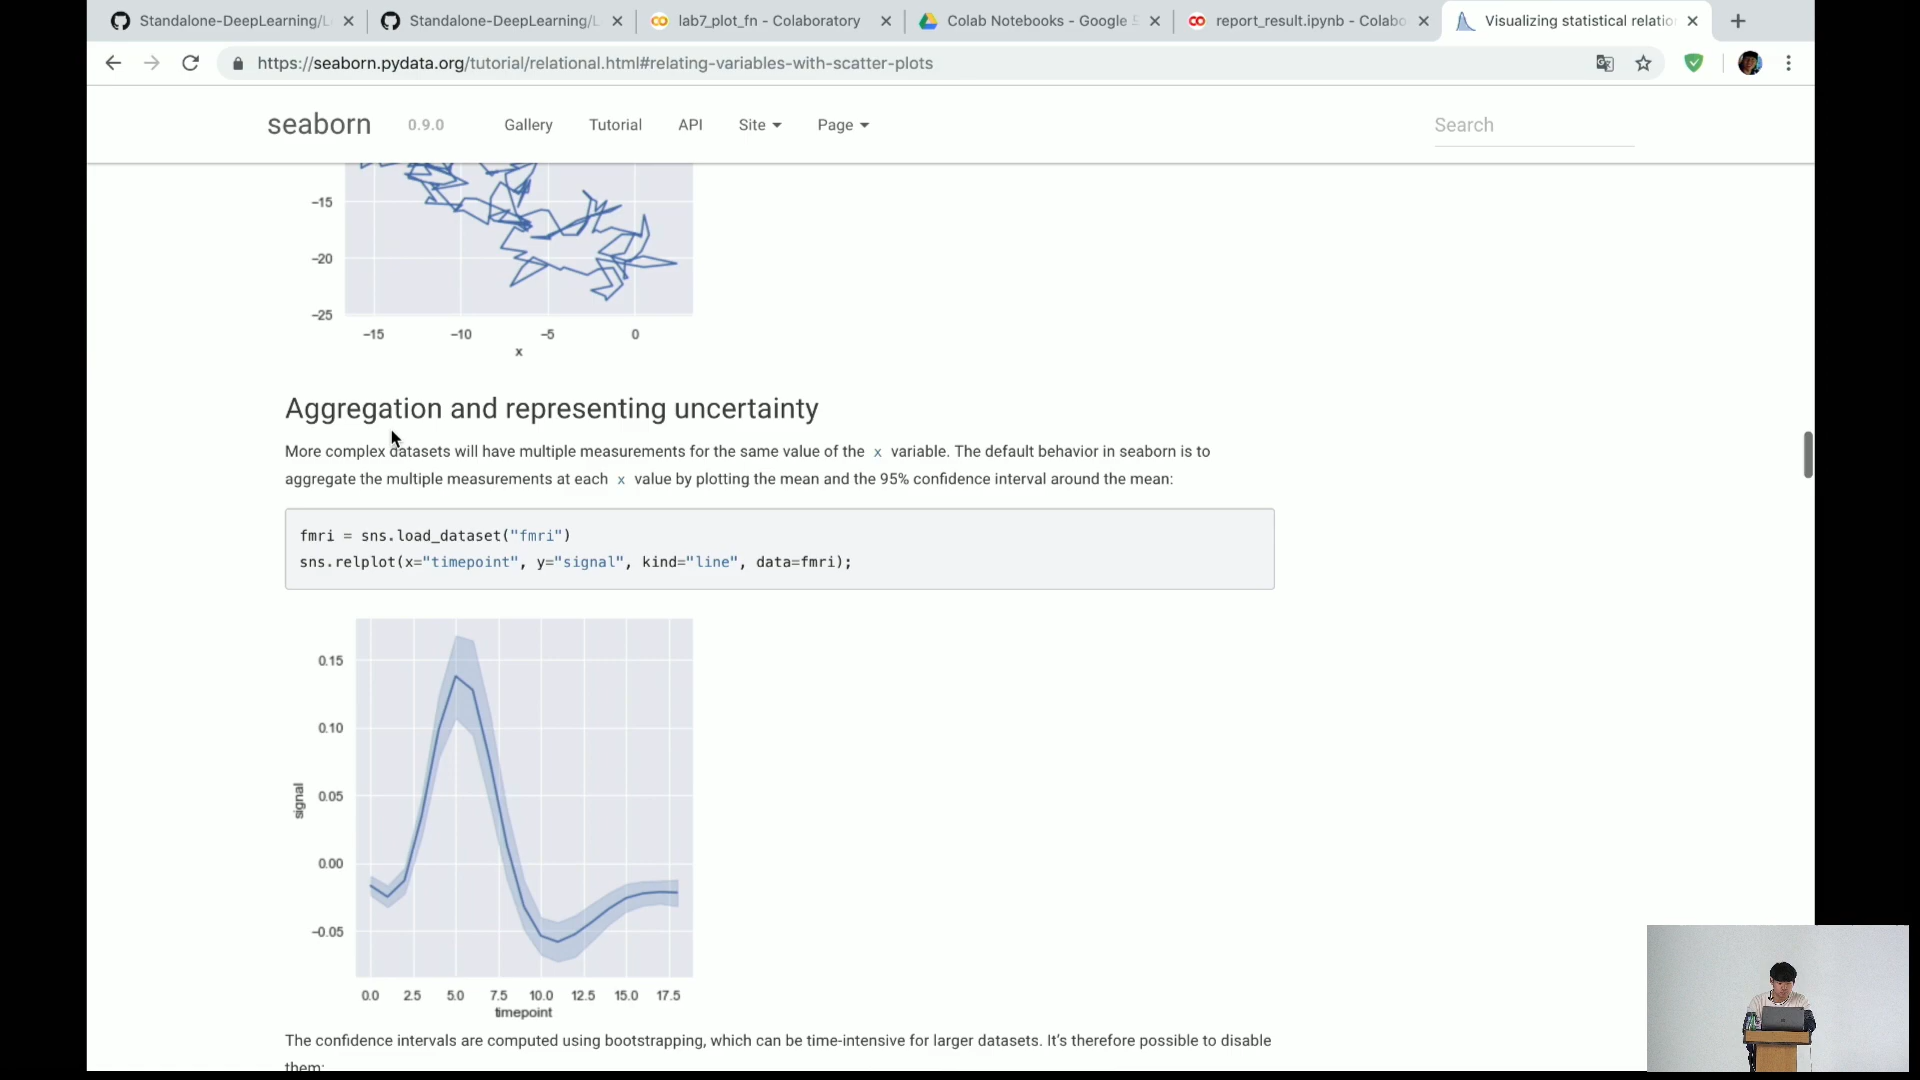 Standalone-DeepLearning/L
Standalone-DeepLearning/L
lab7_plot_fn - Colaboratory
Colab Notebooks - Google
report_result.ipynb - Colabo
Visualizing statistical relatio
https://seaborn.pydata.org/tutorial/relational.html#relating-variables-with-scatter-plots
seaborn 0.9.0 Gallery Tutorial API Site Page Search
−15
−20
−25
−15 −10 −5 0
x
Aggregation and representing uncertainty
More complex datasets will have multiple measurements for the same value of the x variable. The default behavior in seaborn is to
aggregate the multiple measurements at each x value by plotting the mean and the 95% confidence interval around the mean:
fmri = sns.load_dataset("fmri")
sns.relplot(x="timepoint", y="signal", kind="line", data=fmri);
0.15
0.10
0.05
0.00
−0.05
signal
0.0 2.5 5.0 7.5 10.0 12.5 15.0 17.5
timepoint
The confidence intervals are computed using bootstrapping, which can be time-intensive for larger datasets. It's therefore possible to disable
them: